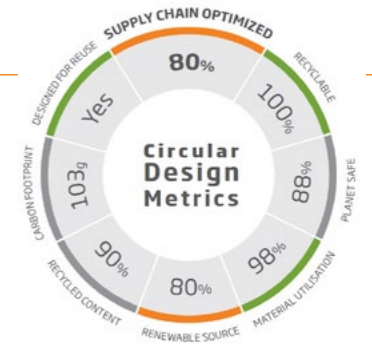 SUPPLY CHAIN OPTIMIZED
80%
RECYCLABLE
100%
PLANET SAFE
88%
MATERIAL UTILISATION
98%
RENEWABLE SOURCE
80%
RECYCLED CONTENT
90%
CARBON FOOTPRINT
103g
DESIGNED FOR REUSE
Yes
Circular
Design
Metrics